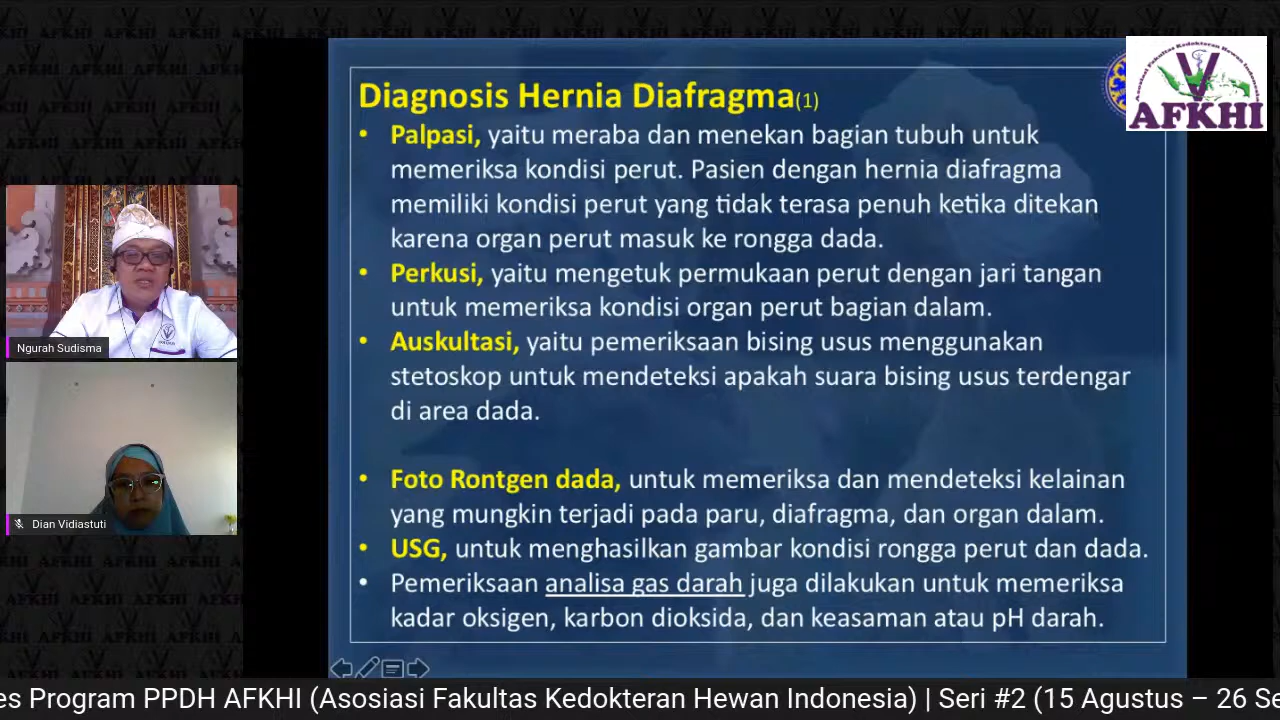 Diagnosis Hernia Diafragma(1)
• Palpasi, yaitu meraba dan menekan bagian tubuh untuk
memeriksa kondisi perut. Pasien dengan hernia diafragma
memiliki kondisi perut yang tidak terasa penuh ketika ditekan
karena organ perut masuk ke rongga dada.
• Perkusi, yaitu mengetuk permukaan perut dengan jari tangan
untuk memeriksa kondisi organ perut bagian dalam.
• Auskultasi, yaitu pemeriksaan bising usus menggunakan
stetoskop untuk mendeteksi apakah suara bising usus terdengar
di area dada.
• Foto Rontgen dada, untuk memeriksa dan mendeteksi kelainan
yang mungkin terjadi pada paru, diafragma, dan organ dalam.
• USG, untuk menghasilkan gambar kondisi rongga perut dan dada.
• Pemeriksaan analisa gas darah juga dilakukan untuk memeriksa
kadar oksigen, karbon dioksida, dan keasaman atau pH darah.
AFKHI
Ngurah Sudisma
Dian Vidiastuti
es Program PPDH AFKHI (Asosiasi Fakultas Kedokteran Hewan Indonesia) | Seri #2 (15 Agustus – 26 Se